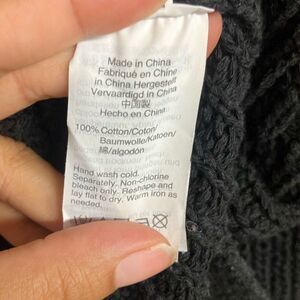 Made in China
Fabriqué en Chine
in China Hergestellt
Vervaardigd in China
中国製
Hecho en China
100% Cotton/Coton/
Baumwolle/Katoen/
綿/algodón
Hand wash cold.
Separately. Non-chlorine
bleach only. Reshape and
lay flat to dry. Warm iron as
needed.